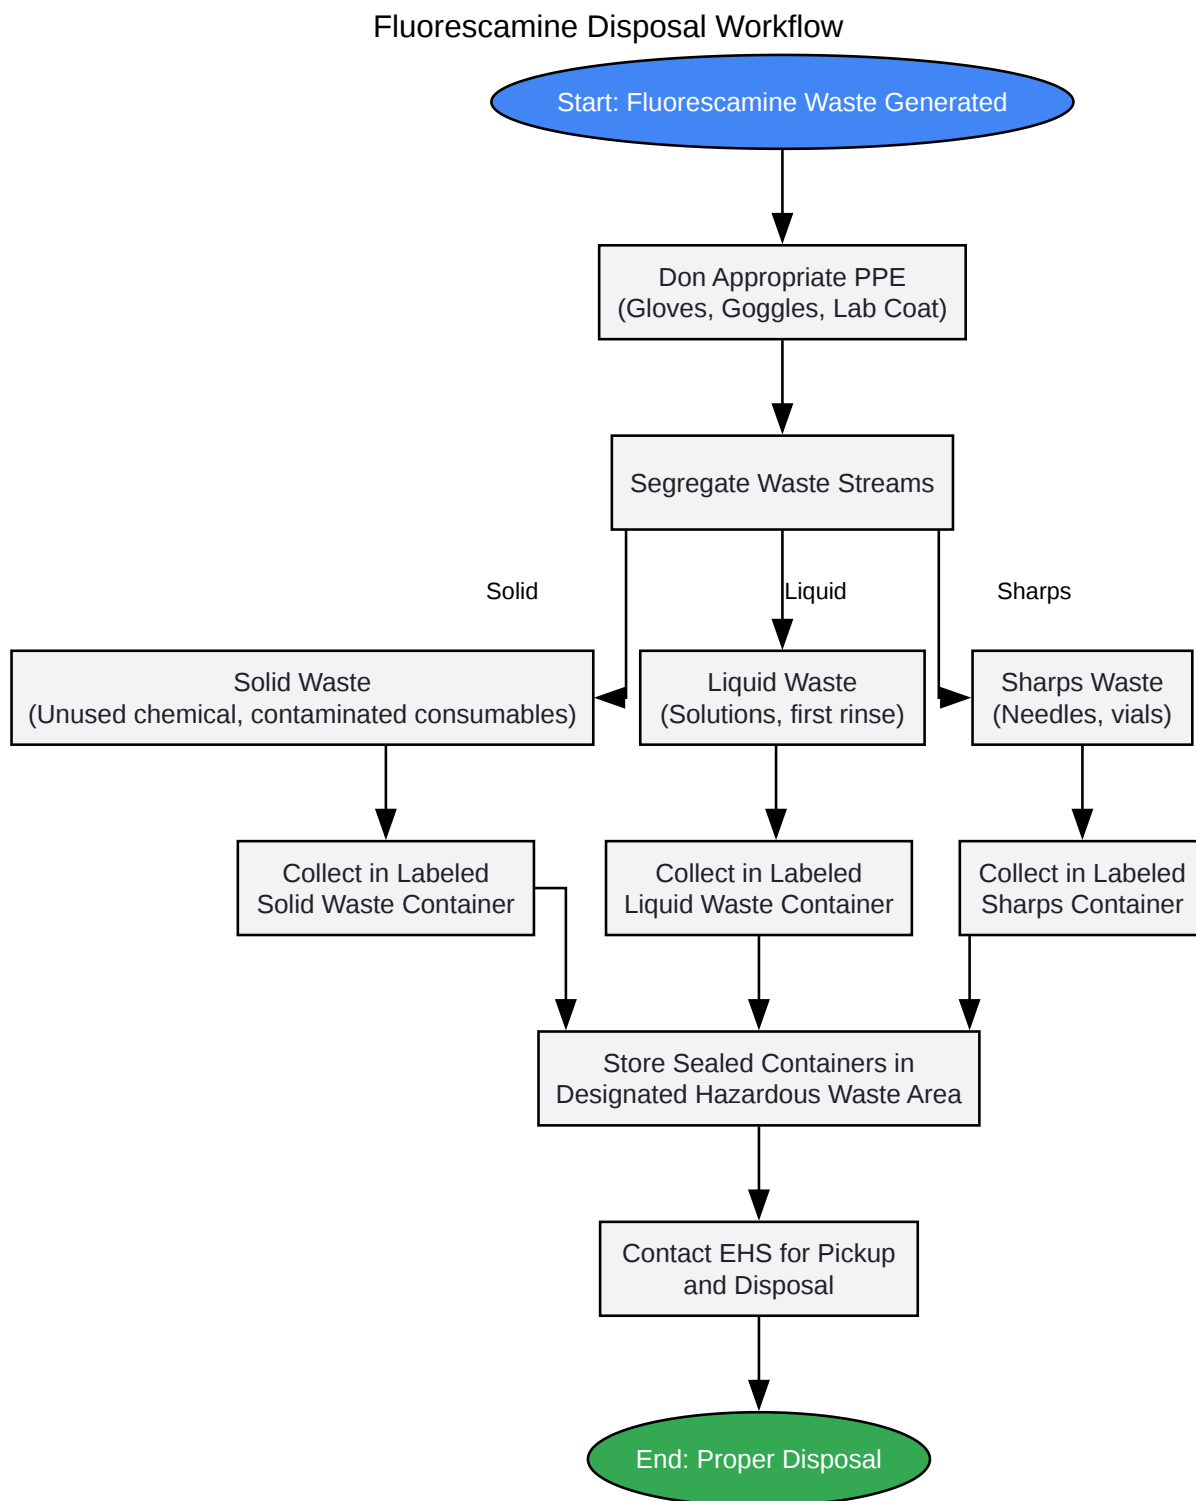 Fluorescamine Disposal Workflow
Start: Fluorescamine Waste Generated
Don Appropriate PPE
(Gloves, Goggles, Lab Coat)
Segregate Waste Streams
Solid
Liquid
Sharps
Solid Waste
(Unused chemical, contaminated consumables)
Liquid Waste
(Solutions, first rinse)
Sharps Waste
(Needles, vials)
Collect in Labeled
Solid Waste Container
Collect in Labeled
Liquid Waste Container
Collect in Labeled
Sharps Container
Store Sealed Containers in
Designated Hazardous Waste Area
Contact EHS for Pickup
and Disposal
End: Proper Disposal